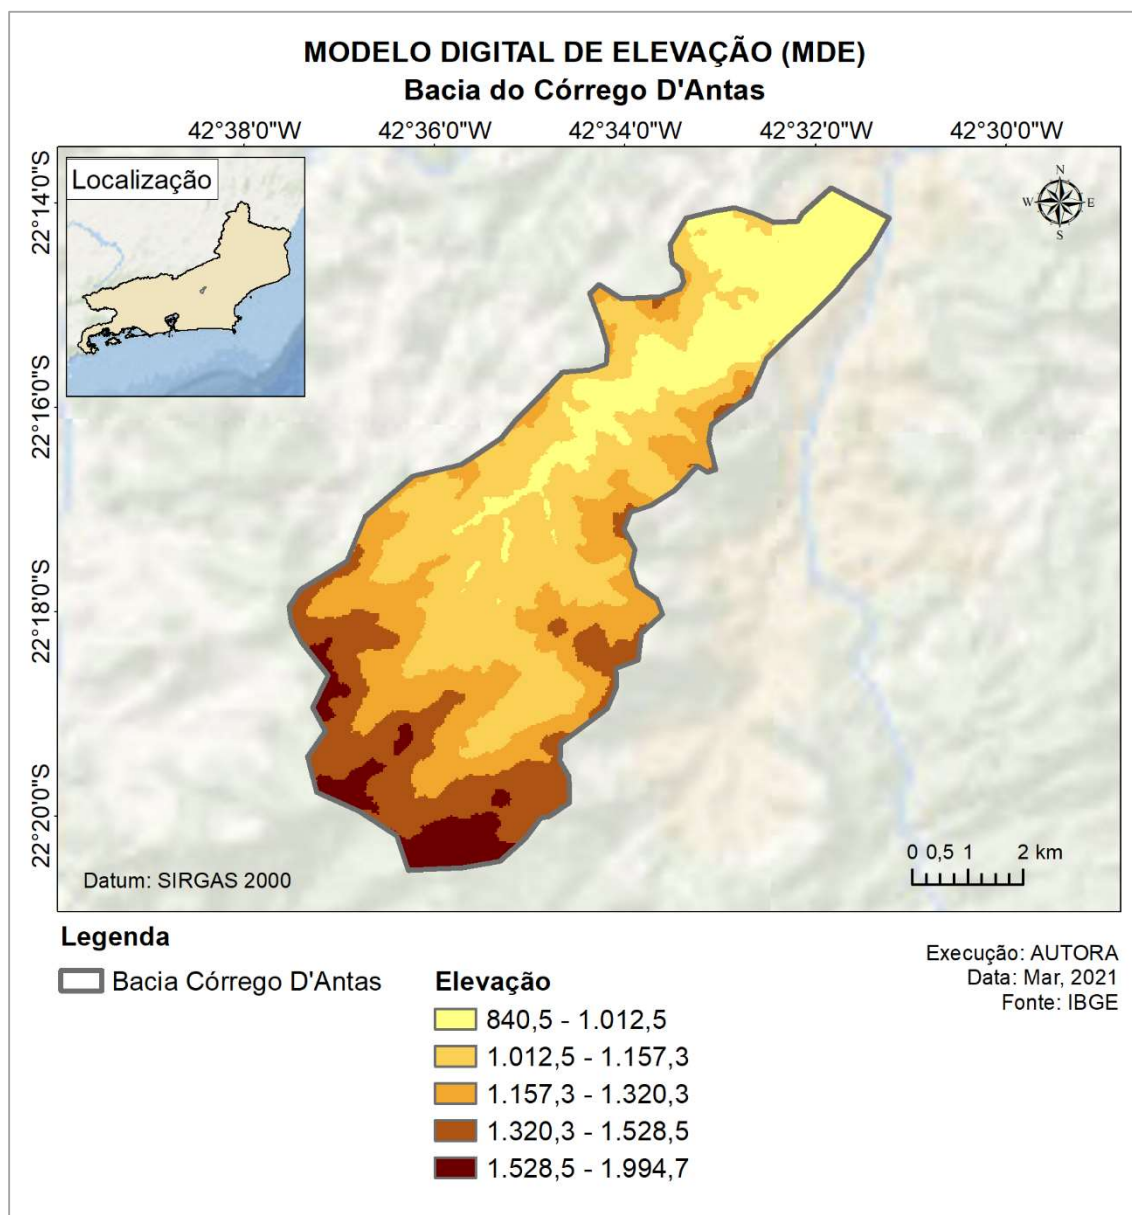 MODELO DIGITAL DE ELEVAÇÃO (MDE)
Bacia do Córrego D'Antas
42°38'0"W 42°36'0"W 42°34'0"W 42°32'0"W 42°30'0"W
22°14'0"S
22°16'0"S
22°18'0"S
22°20'0"S
Localização
N
W E
S
0 0,5 1 2 km
Datum: SIRGAS 2000
Legenda
Bacia Córrego D'Antas
Elevação
840,5 - 1.012,5
1.012,5 - 1.157,3
1.157,3 - 1.320,3
1.320,3 - 1.528,5
1.528,5 - 1.994,7
Execução: AUTORA
Data: Mar, 2021
Fonte: IBGE